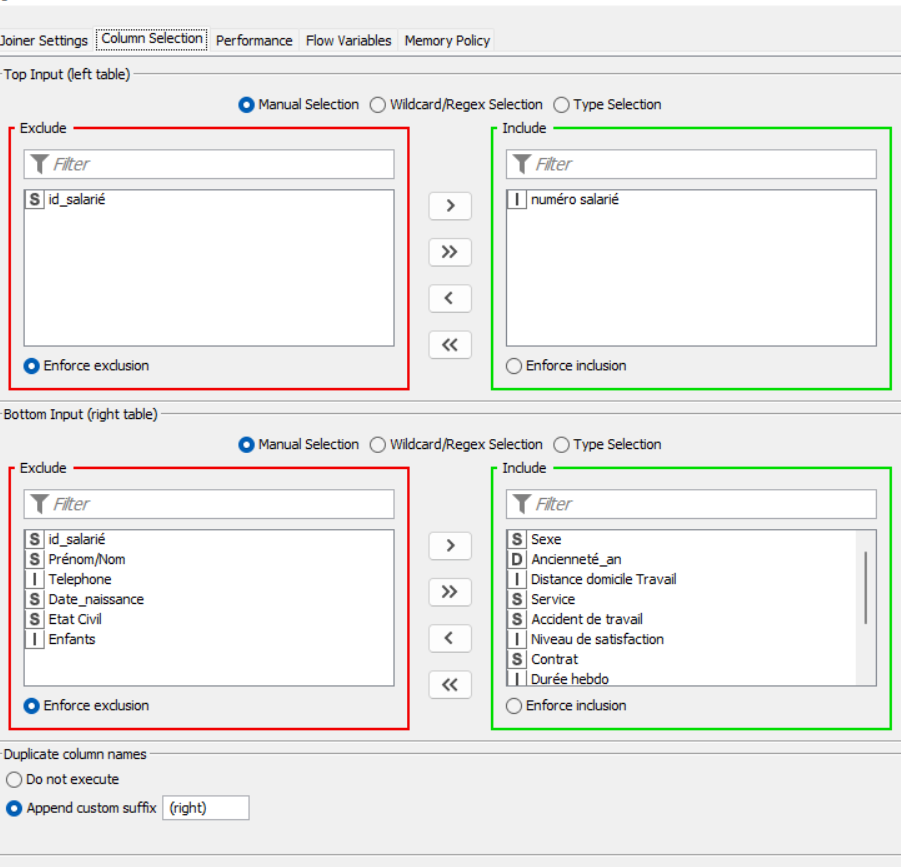 Joiner Settings Column Selection Performance Flow Variables Memory Policy
Top Input (left table)
Manual Selection Wildcard/Regex Selection Type Selection
Exclude Include
Filter Filter
S id_salarié I numéro salarié
Enforce exclusion Enforce inclusion
Bottom Input (right table)
Manual Selection Wildcard/Regex Selection Type Selection
Exclude Include
Filter Filter
S id_salarié S Sexe
S Prénom/Nom D Ancienneté_an
I Telephone I Distance domicile Travail
S Date_naissance S Service
S Etat Civil S Accident de travail
I Enfants I Niveau de satisfaction
S Contrat
I Durée hebdo
Enforce exclusion Enforce inclusion
Duplicate column names
Do not execute
Append custom suffix (right)